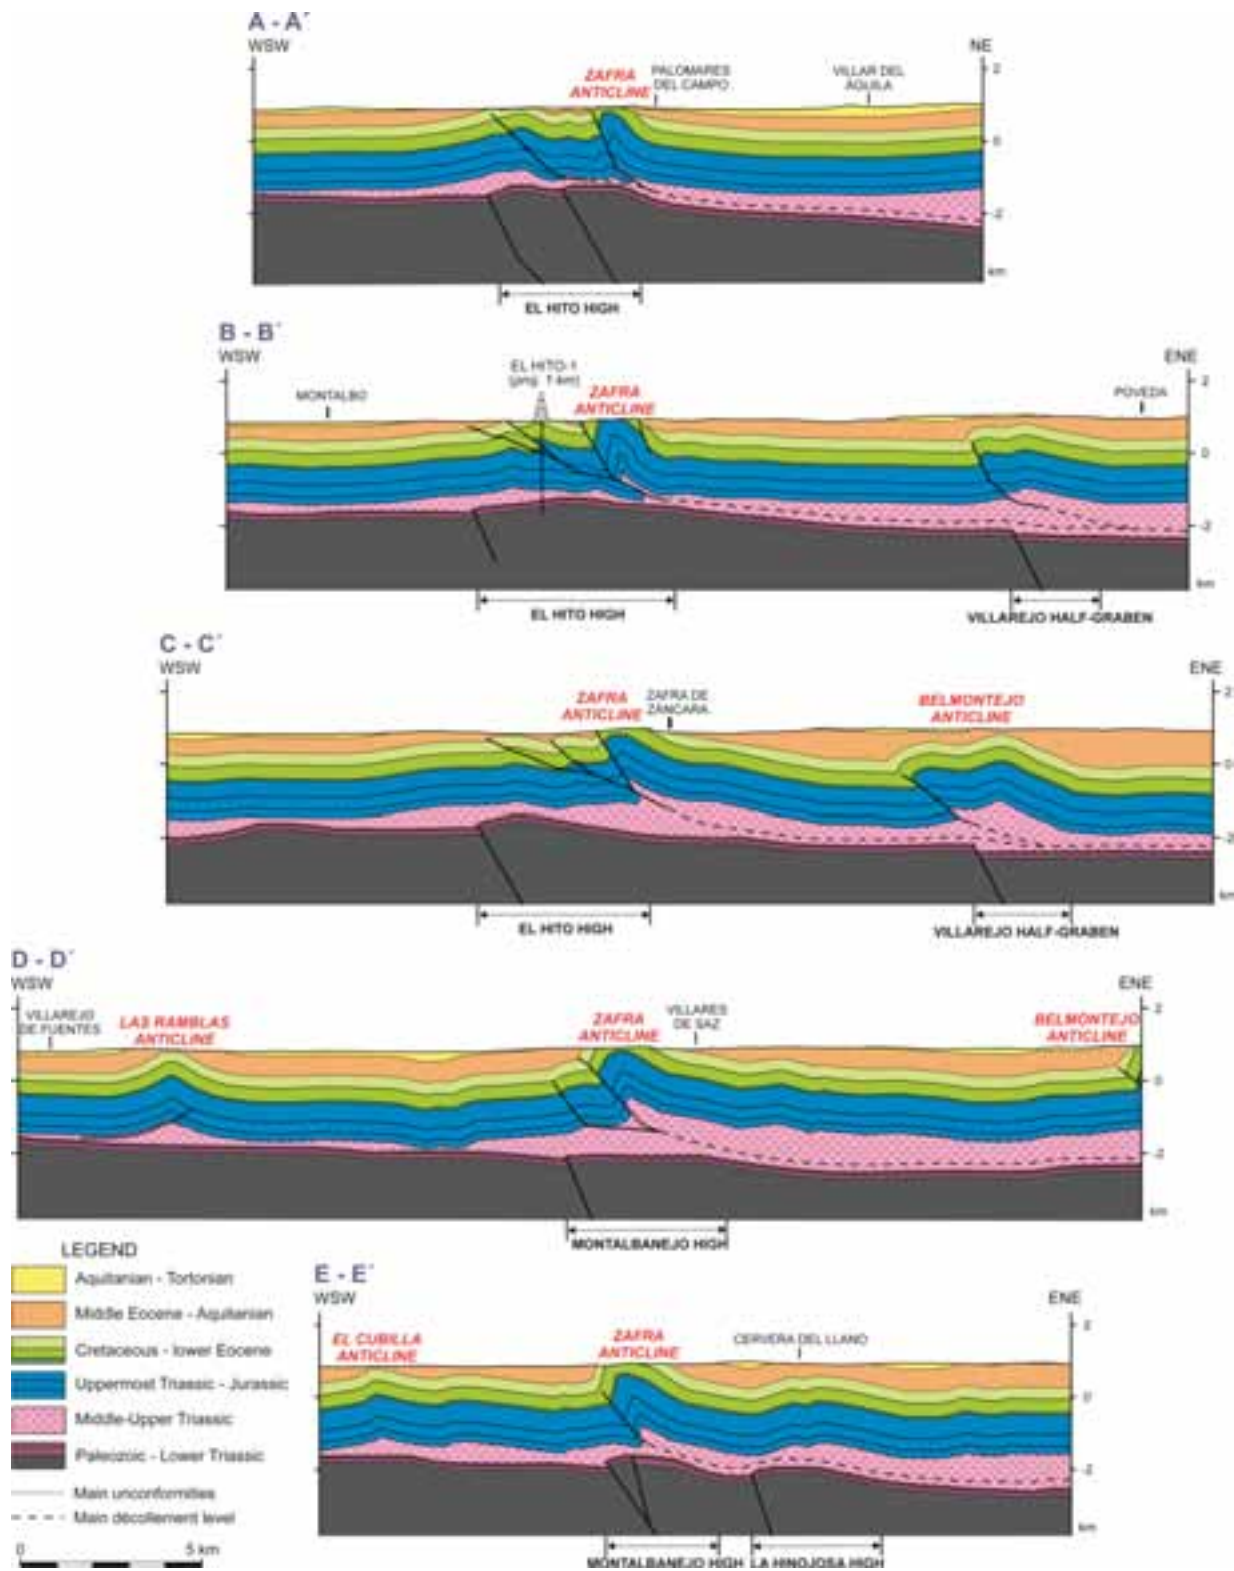 A - A´
WSW
NE
ZAFRA
ANTICLINE
PALOMARES
DEL CAMPO
VILLAR DEL
ÁGUILA
2
0
-2
km
EL HITO HIGH
B - B´
WSW
ENE
EL HITO-1
(proj. 1 km)
MONTALBO
ZAFRA
ANTICLINE
POVEDA
2
0
-2
km
EL HITO HIGH
VILLAREJO HALF-GRABEN
C - C´
WSW
ENE
ZAFRA
ANTICLINE
ZAFRA DE
ZÁNCARA
BELMONTEJO
ANTICLINE
2
0
-2
km
EL HITO HIGH
VILLAREJO HALF-GRABEN
D - D´
WSW
ENE
VILLAREJO
DE FUENTES
LAS RAMBLAS
ANTICLINE
ZAFRA
ANTICLINE
VILLARES
DE SAZ
BELMONTEJO
ANTICLINE
2
0
-2
km
MONTALBANEJO HIGH
LEGEND
Aquitanian - Tortonian
Middle Eocene - Aquitanian
Cretaceous - lower Eocene
Uppermost Triassic - Jurassic
Middle-Upper Triassic
Paleizoic - Lower Triassic
Main unconformities
Main décollement level
0 5 km
E - E´
WSW
ENE
EL CUBILLA
ANTICLINE
ZAFRA
ANTICLINE
CERVERA DEL LLANO
2
0
-2
km
MONTALBANEJO HIGH LA HINOJOSA HIGH